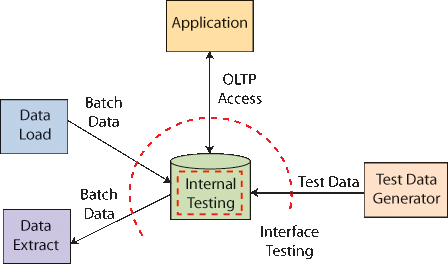 Application
OLTP
Access
Batch
Data
Data
Load
Internal
Testing
Test Data
Test Data
Generator
Batch
Data
Data
Extract
Interface
Testing